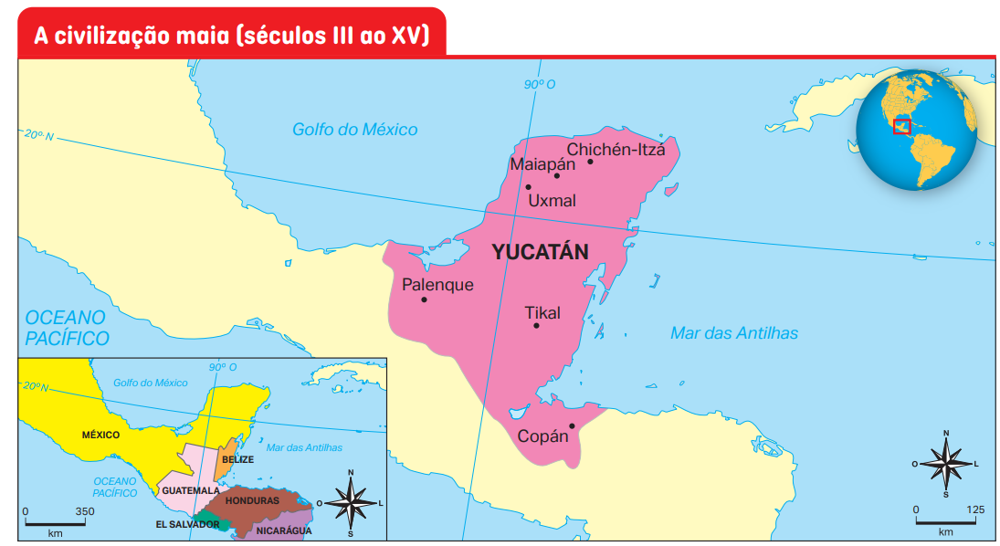 A civilização maia (séculos III ao XV)
90º O
Golfo do México
20º N
Chichén-Itzá
Maiapán
Uxmal
YUCATÁN
Palenque
Tikal
OCEANO
PACÍFICO
Mar das Antilhas
Copán
N
O
L
S
0 125
km
90º O
20º N
Golfo do México
MÉXICO
Mar das Antilhas
BELIZE
OCEANO
PACÍFICO
GUATEMALA
HONDURAS
EL SALVADOR
NICARÁGUA
N
O
L
S
0 350
km